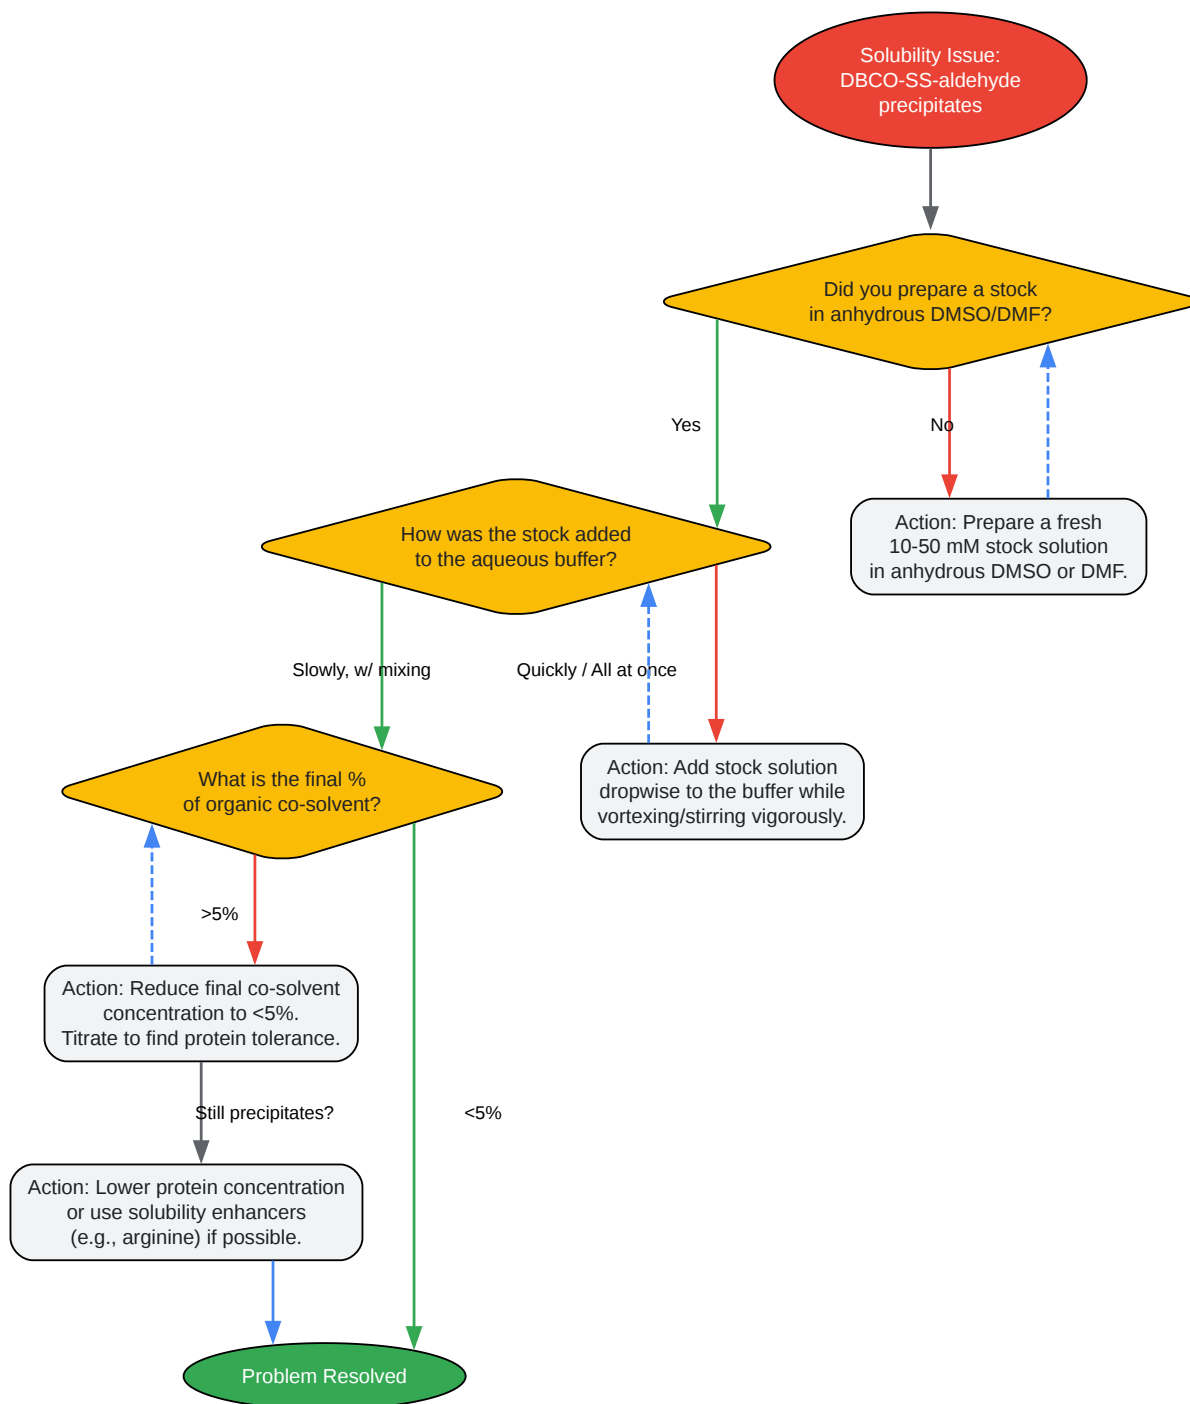 Solubility Issue:
DBCO-SS-aldehyde
precipitates
Did you prepare a stock
in anhydrous DMSO/DMF?
Yes
No
How was the stock added
to the aqueous buffer?
Action: Prepare a fresh
10-50 mM stock solution
in anhydrous DMSO or DMF.
Slowly, w/ mixing
Quickly / All at once
What is the final %
of organic co-solvent?
Action: Add stock solution
dropwise to the buffer while
vortexing/stirring vigorously.
>5%
Action: Reduce final co-solvent
concentration to <5%.
Titrate to find protein tolerance.
Still precipitates?
<5%
Action: Lower protein concentration
or use solubility enhancers
(e.g., arginine) if possible.
Problem Resolved